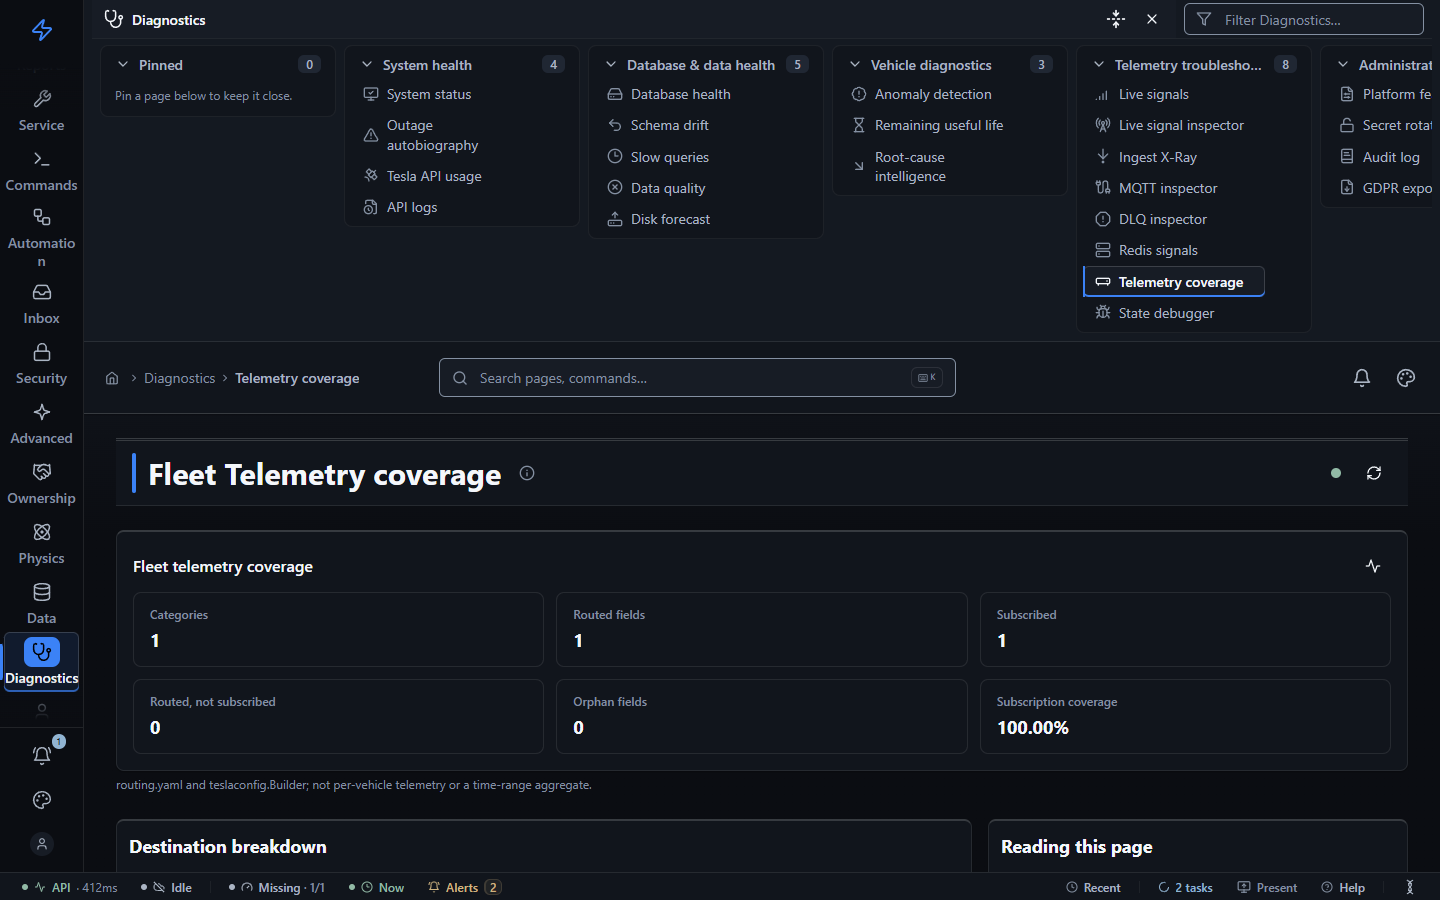 Diagnostics
Filter Diagnostics...
Pinned 0
Pin a page below to keep it close.
System health 4
System status
Outage
autobiography
Tesla API usage
API logs
Database & data health 5
Database health
Schema drift
Slow queries
Data quality
Disk forecast
Vehicle diagnostics 3
Anomaly detection
Remaining useful life
Root-cause
intelligence
Telemetry troublesho... 8
Live signals
Live signal inspector
Ingest X-Ray
MQTT inspector
DLQ inspector
Redis signals
Telemetry coverage
State debugger
Administrat
Platform fe
Secret rotat
Audit log
GDPR expo
Service
Commands
Automatio
n
Inbox
Security
Advanced
Ownership
Physics
Data
Diagnostics
1
Diagnostics
Telemetry coverage
Search pages, commands...
K
Fleet Telemetry coverage
Fleet telemetry coverage
Categories
1
Routed fields
1
Subscribed
1
Routed, not subscribed
0
Orphan fields
0
Subscription coverage
100.00%
routing.yaml and teslaconfig.Builder; not per-vehicle telemetry or a time-range aggregate.
Destination breakdown
Reading this page
API · 412ms
Idle
Missing · 1/1
Now
Alerts 2
Recent
2 tasks
Present
Help